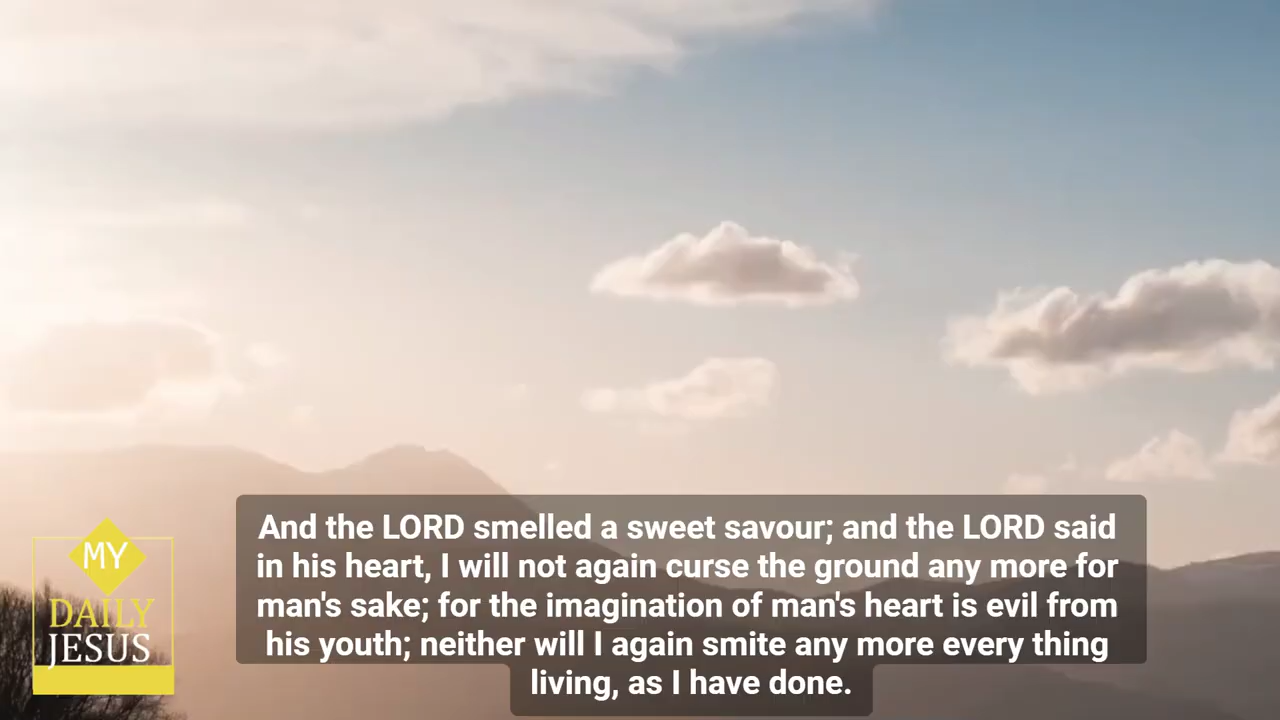 And the LORD smelled a sweet savour; and the LORD said
in his heart, I will not again curse the ground any more for
man's sake; for the imagination of man's heart is evil from
his youth; neither will I again smite any more every thing
living, as I have done.
MY
DAILY
JESUS